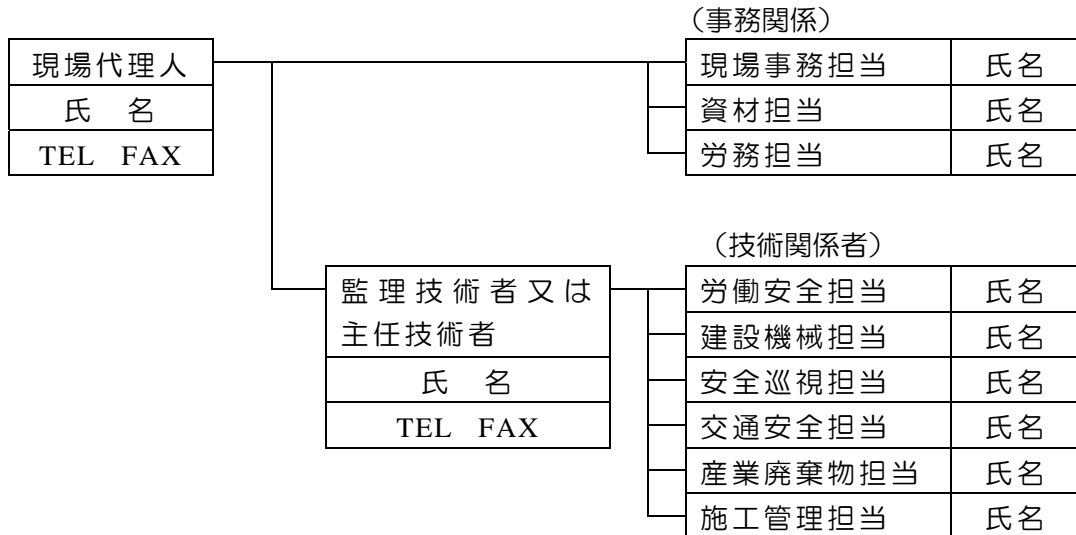 （事務関係）
現場代理人
氏　名
TEL　FAX
現場事務担当　氏名
資材担当　氏名
労務担当　氏名
（技術関係者）
監理技術者又は
主任技術者
氏　名
TEL　FAX
労働安全担当　氏名
建設機械担当　氏名
安全巡視担当　氏名
交通安全担当　氏名
産業廃棄物担当　氏名
施工管理担当　氏名